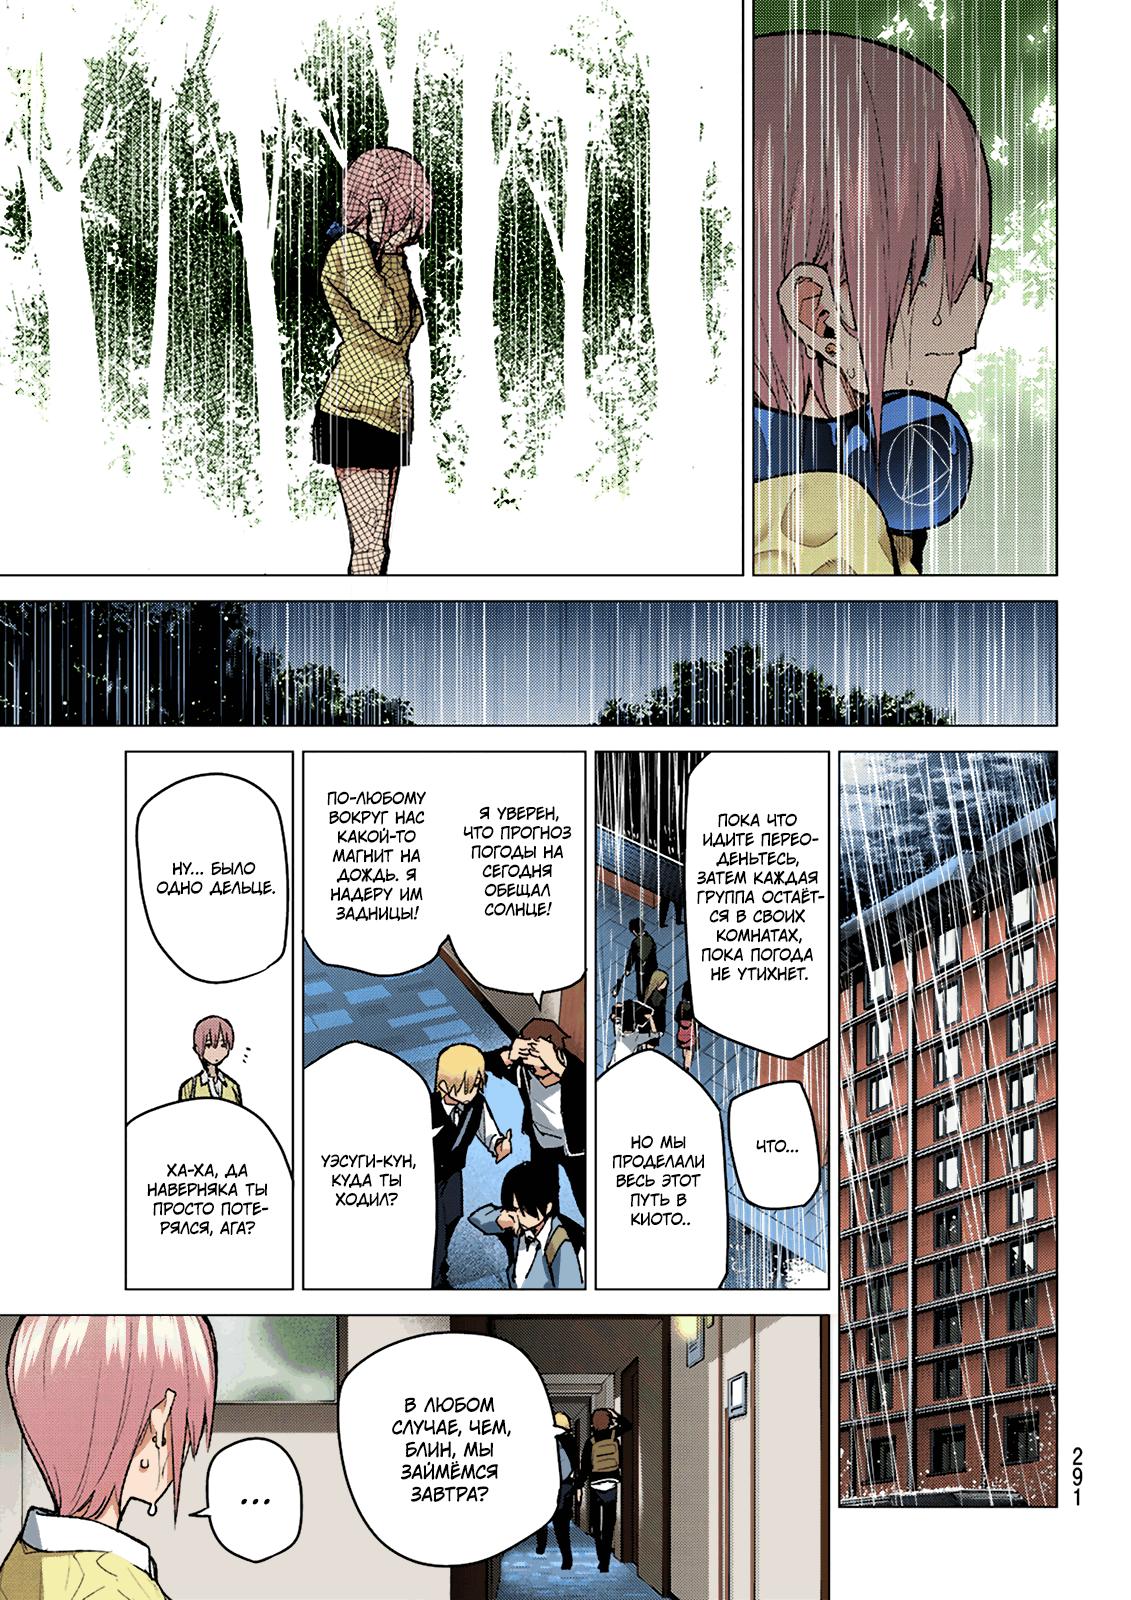 ПОКА ЧТО
ИДИТЕ ПЕРЕО-
ДЕНЬТЕСЬ,
ЗАТЕМ КАЖДАЯ
ГРУППА ОСТАЁТ-
СЯ В СВОИХ
КОМНАТАХ,
ПОКА ПОГОДА
НЕ УТИХНЕТ.
ЧТО...
НО МЫ
ПРОДЕЛАЛИ
ВЕСЬ ЭТОТ
ПУТЬ В
КИОТО..
Я УВЕРЕН,
ЧТО ПРОГНОЗ
ПОГОДЫ НА
СЕГОДНЯ
ОБЕЩАЛ
СОЛНЦЕ!
ПО-ЛЮБОМУ
ВОКРУГ НАС
КАКОЙ-ТО
МАГНИТ НА
ДОЖДЬ. Я
НАДЕРУ ИМ
ЗАДНИЦЫ!
УЭСУГИ-КУН,
КУДА ТЫ
ХОДИЛ?
НУ... БЫЛО
ОДНО ДЕЛЬЦЕ.
ХА-ХА, ДА
НАВЕРНЯКА ТЫ
ПРОСТО ПОТЕ-
РЯЛСЯ, АГА?
В ЛЮБОМ
СЛУЧАЕ, ЧЕМ,
БЛИН, МЫ
ЗАЙМЁМСЯ
ЗАВТРА?
...
291